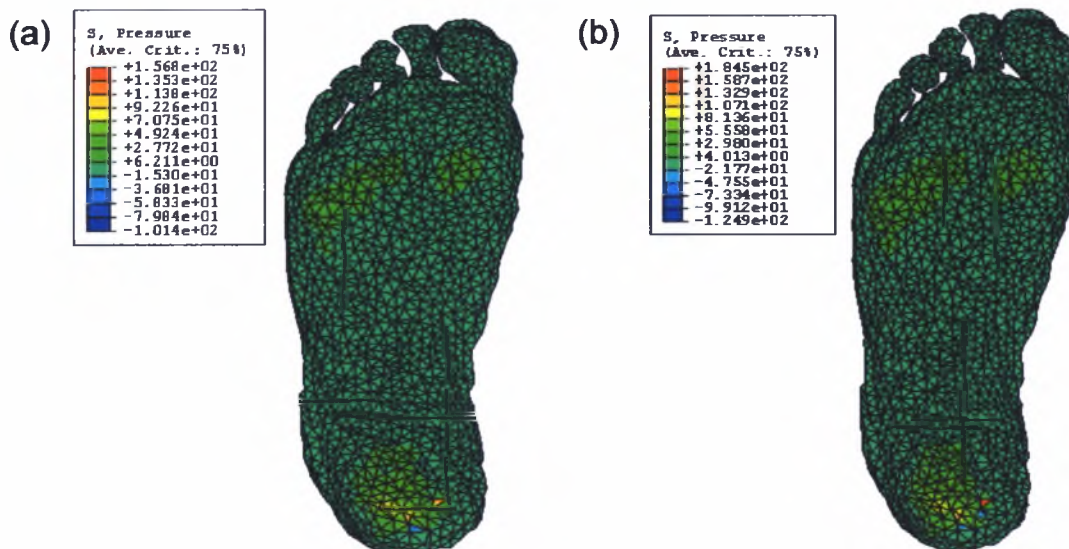 (a)
S, Pressure
(Ave. Crit.: 75%)
+1.568e+02
+1.353e+02
+1.138e+02
+9.226e+01
+7.075e+01
+4.924e+01
+2.772e+01
+6.211e+00
-1.530e+01
-3.681e+01
-5.833e+01
-7.984e+01
-1.014e+02
(b)
S, Pressure
(Ave. Crit.: 75%)
+1.845e+02
+1.587e+02
+1.329e+02
+1.071e+02
+8.136e+01
+5.558e+01
+2.980e+01
+4.013e+00
-2.177e+01
-4.755e+01
-7.334e+01
-9.912e+01
-1.249e+02